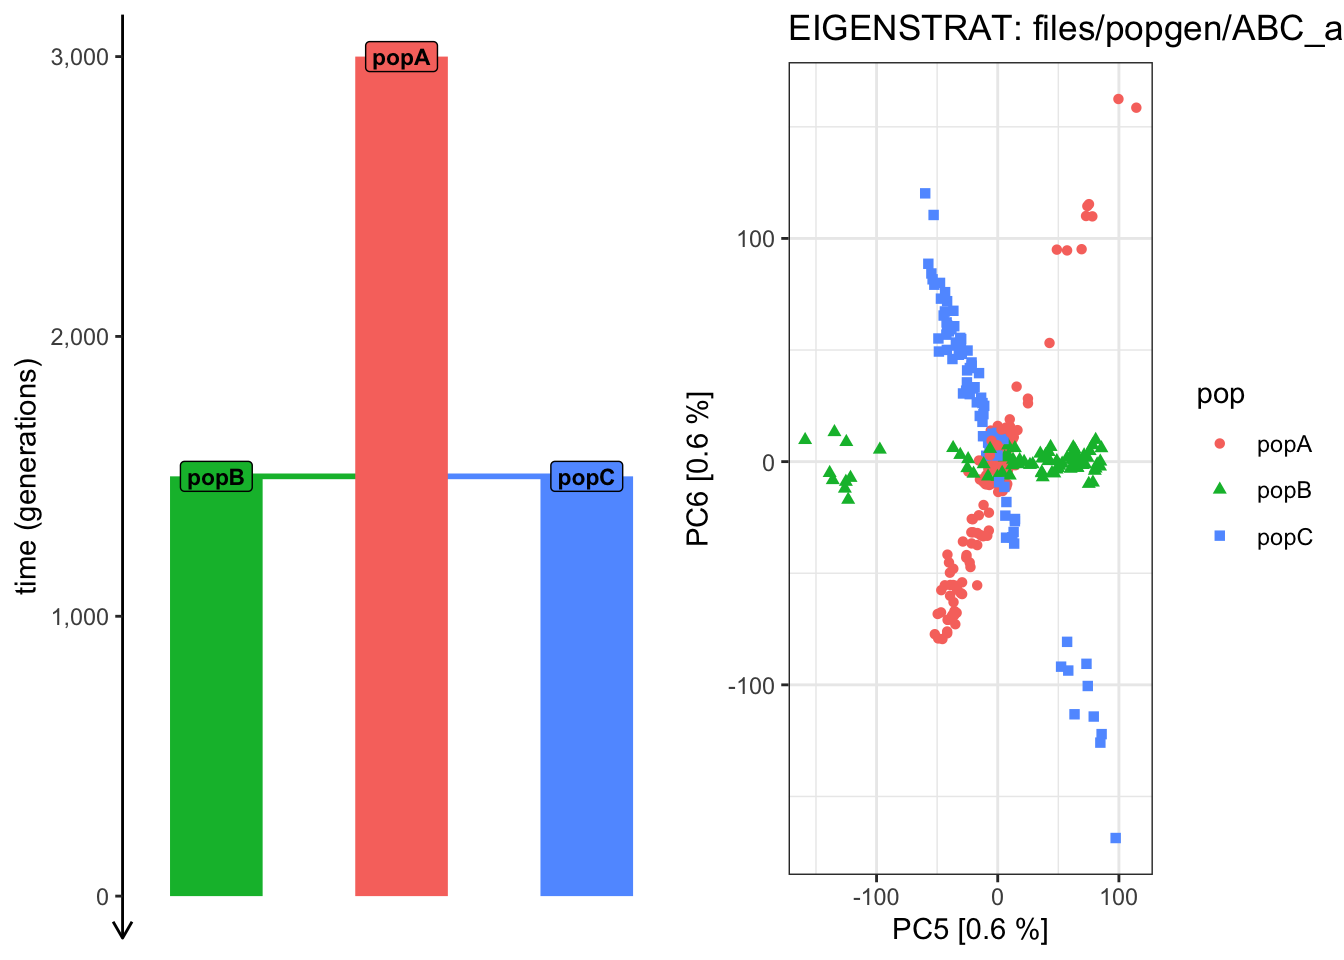 time (generations)
3,000
2,000
1,000
0
popA
popB
popC
EIGENSTRAT: files/popgen/ABC_a
PC6 [0.6 %]
100
0
-100
-100
0
100
PC5 [0.6 %]
pop
popA
popB
popC